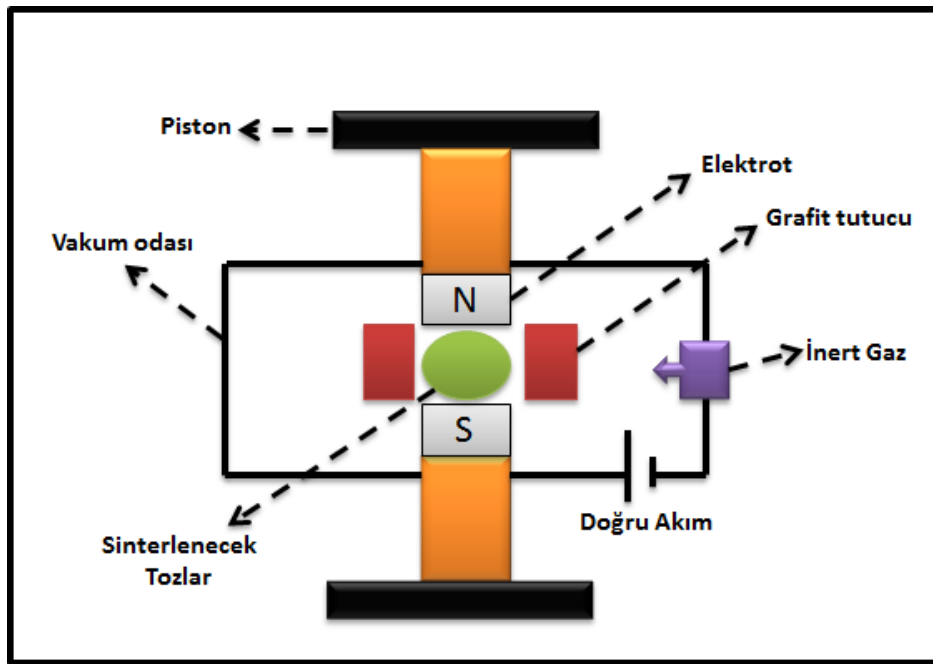 Piston
Elektrot
Grafit tutucu
Vakum odası
N
İnert Gaz
S
Doğru Akım
Sinterlenecek
Tozlar